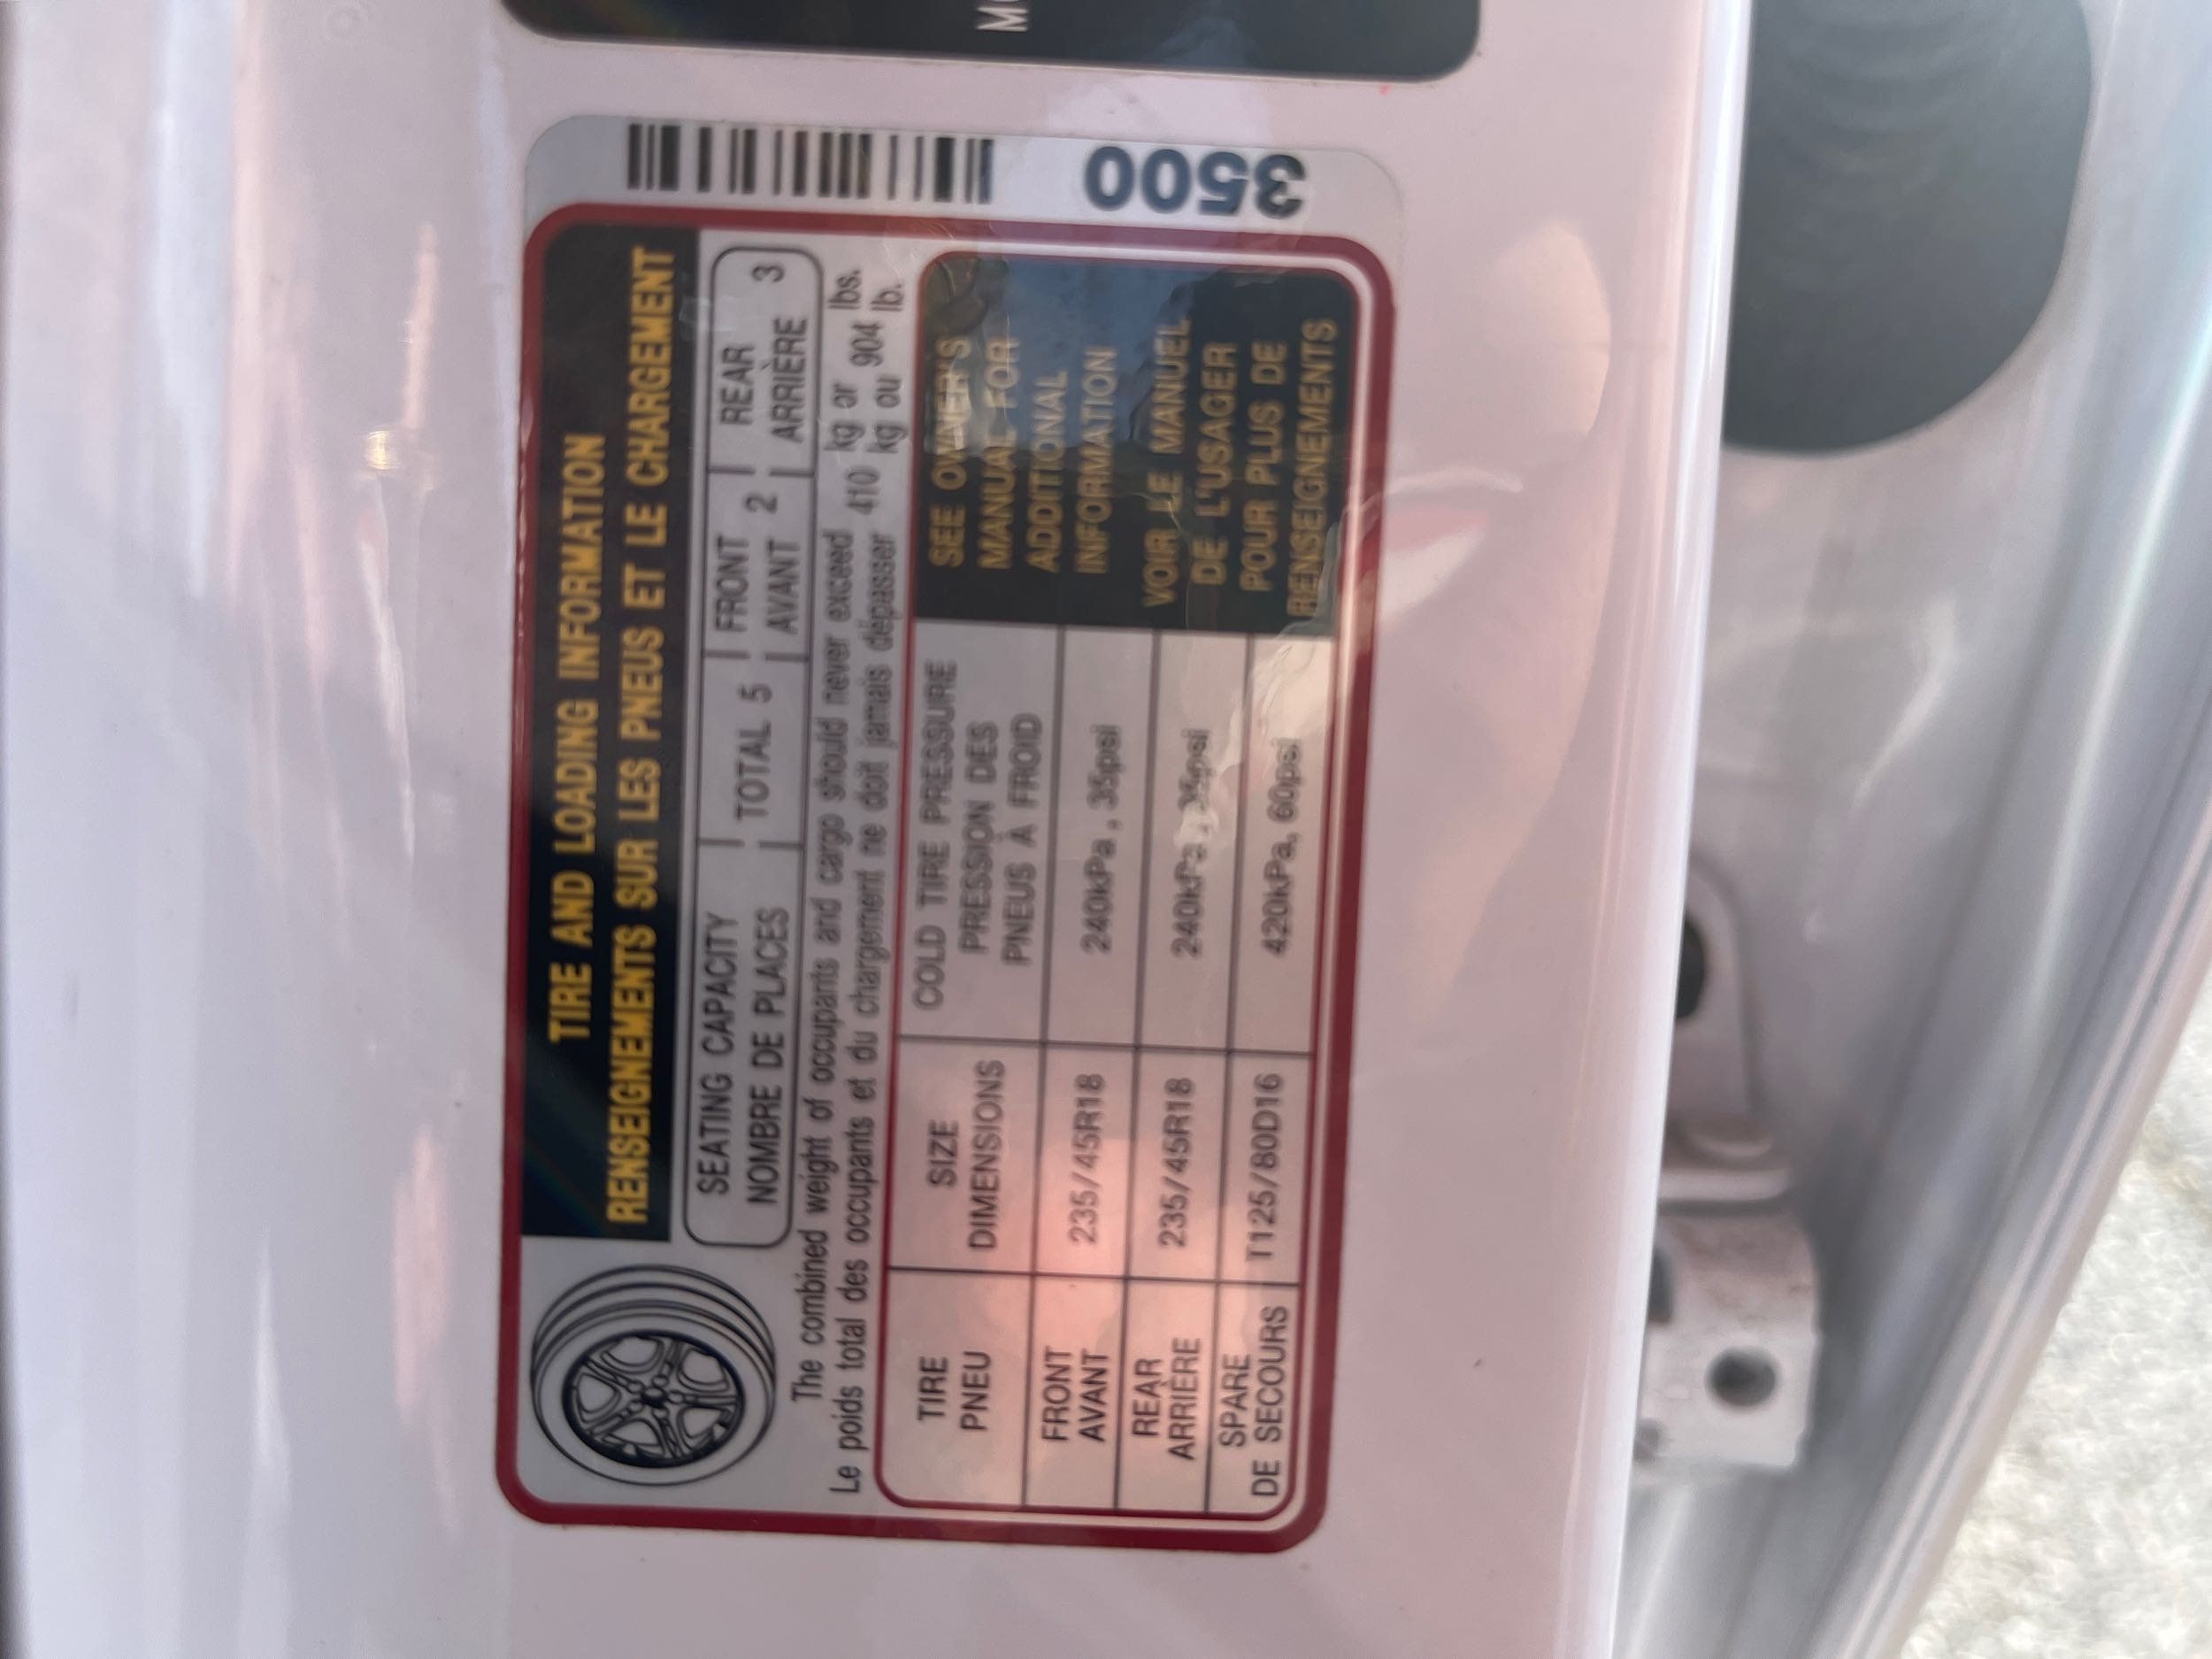 MO
3500
TIRE AND LOADING INFORMATION
RENSEIGNEMENTS SUR LES PNEUS ET LE CHARGEMENT
SEATING CAPACITY | TOTAL 5 | FRONT 2 | REAR 3
NOMBRE DE PLACES | AVANT | ARRIÈRE
The combined weight of occupants and cargo should never exceed 410 kg or 904 lbs.
Le poids total des occupants et du chargement ne doit jamais dépasser kg ou lb.
TIRE
PNEU
SIZE
DIMENSIONS
COLD TIRE PRESSURE
PRESSION DES
PNEUS À FROID
FRONT
AVANT
235/45R18
240kPa, 35psi
REAR
ARRIÈRE
235/45R18
240kPa, 35psi
SPARE
DE SECOURS
T125/80D16
420kPa, 60psi
SEE OWNER'S
MANUAL FOR
ADDITIONAL
INFORMATION
VOIR LE MANUEL
DE L'USAGER
POUR PLUS DE
RENSEIGNEMENTS